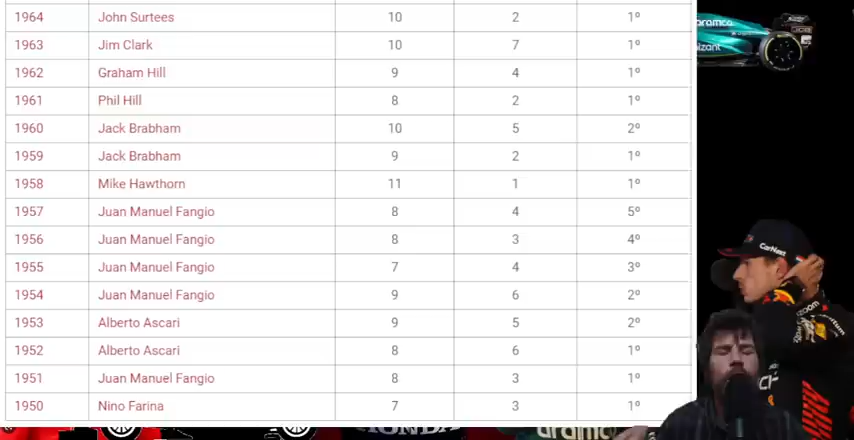 1964 John Surtees 10 2 1º
1963 Jim Clark 10 7 1º
1962 Graham Hill 9 4 1º
1961 Phil Hill 8 2 1º
1960 Jack Brabham 10 5 2º
1959 Jack Brabham 9 2 1º
1958 Mike Hawthorn 11 1 1º
1957 Juan Manuel Fangio 8 4 5º
1956 Juan Manuel Fangio 8 3 4º
1955 Juan Manuel Fangio 7 4 3º
1954 Juan Manuel Fangio 9 6 2º
1953 Alberto Ascari 9 5 2º
1952 Alberto Ascari 8 6 1º
1951 Juan Manuel Fangio 8 3 1º
1950 Nino Farina 7 3 1º
aramco
nizant
CarNext
HONDA
aramco